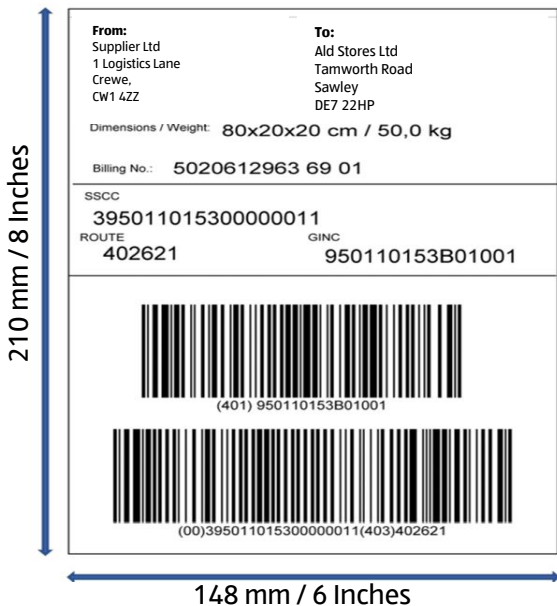 From:
Supplier Ltd
1 Logistics Lane
Crewe,
CW1 4ZZ
To:
Ald Stores Ltd
Tamworth Road
Sawley
DE7 22HP
Dimensions / Weight: 80x20x20 cm / 50,0 kg
Billing No.: 5020612963 69 01
SSCC
395011015300000011
ROUTE GINC
402621 950110153B01001
(401) 950110153B01001
(00)395011015300000011(403)402621
210 mm / 8 Inches
148 mm / 6 Inches